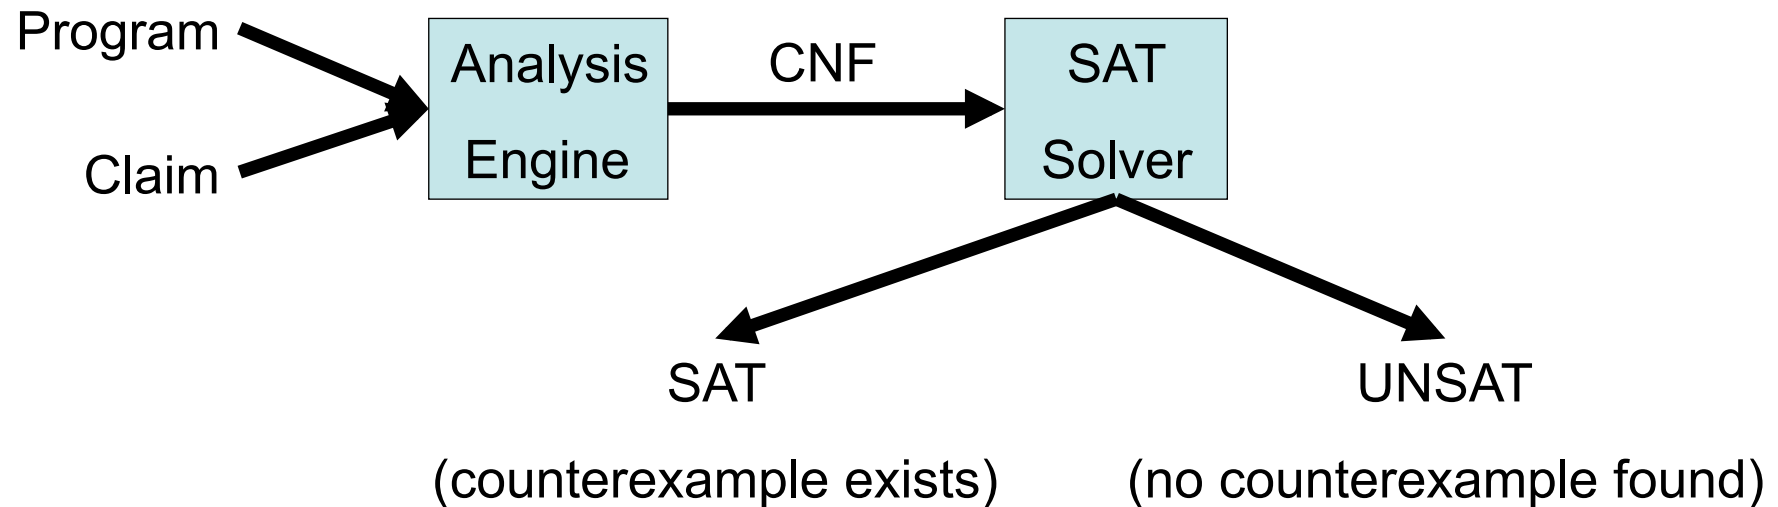 Program
Claim
Analysis
Engine
CNF
SAT
Solver
SAT
(counterexample exists)
UNSAT
(no counterexample found)